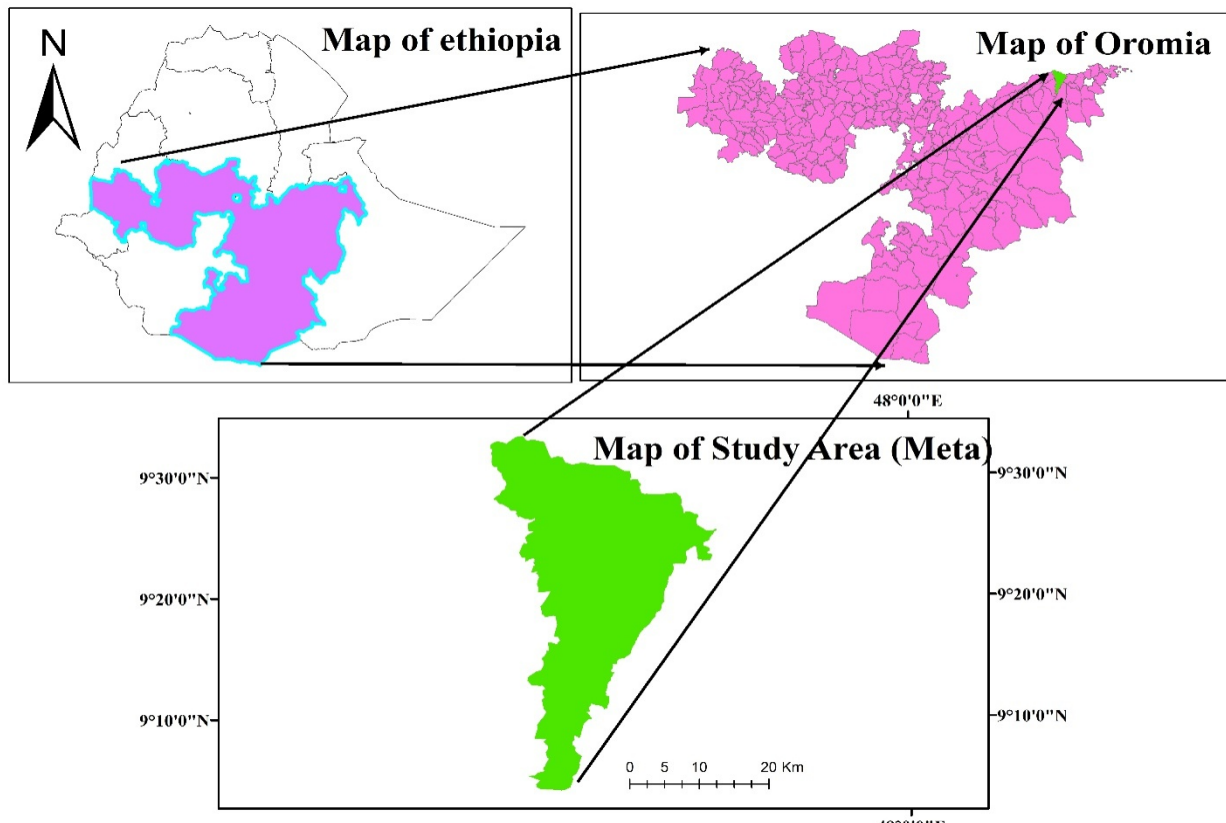 N
Map of ethiopia
Map of Oromia
48°0'0"E
Map of Study Area (Meta)
9°30'0"N
9°30'0"N
9°20'0"N
9°20'0"N
9°10'0"N
9°10'0"N
0 5 10 20 Km